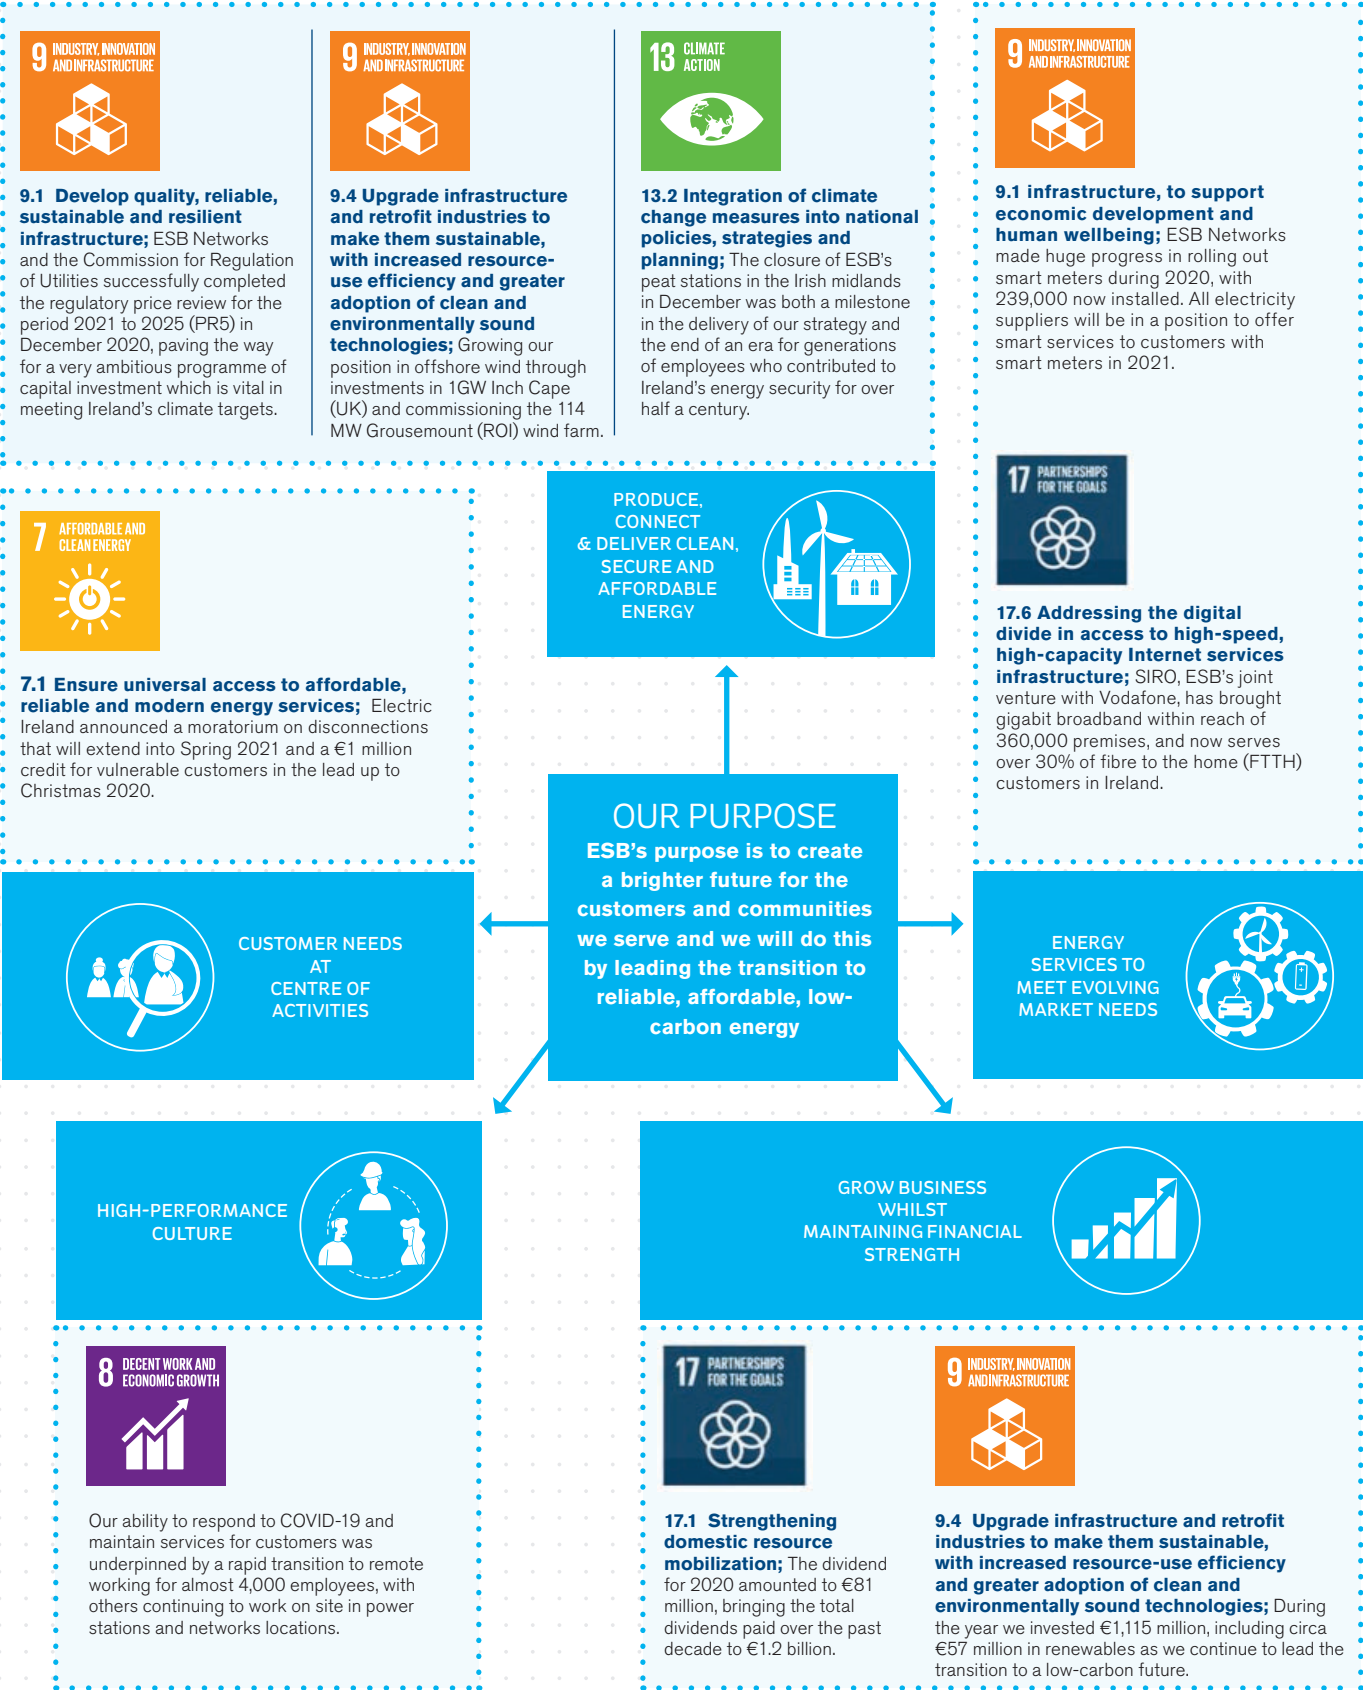 9 INDUSTRY, INNOVATION
AND INFRASTRUCTURE
9.1 Develop quality, reliable,
sustainable and resilient
infrastructure; ESB Networks
and the Commission for Regulation
of Utilities successfully completed
the regulatory price review for the
period 2021 to 2025 (PR5) in
December 2020, paving the way
for a very ambitious programme of
capital investment which is vital in
meeting Ireland's climate targets.
9 INDUSTRY, INNOVATION
AND INFRASTRUCTURE
9.4 Upgrade infrastructure
and retrofit industries to
make them sustainable,
with increased resource-
use efficiency and greater
adoption of clean and
environmentally sound
technologies; Growing our
position in offshore wind through
investments in 1GW Inch Cape
(UK) and commissioning the 114
MW Grousemount (ROI) wind farm.
13 CLIMATE
ACTION
13.2 Integration of climate
change measures into national
policies, strategies and
planning; The closure of ESB's
peat stations in the Irish midlands
in December was both a milestone
in the delivery of our strategy and
the end of an era for generations
of employees who contributed to
Ireland's energy security for over
half a century.
9 INDUSTRY, INNOVATION
AND INFRASTRUCTURE
9.1 infrastructure, to support
economic development and
human wellbeing; ESB Networks
made huge progress in rolling out
smart meters during 2020, with
239,000 now installed. All electricity
suppliers will be in a position to offer
smart services to customers with
smart meters in 2021.
17 PARTNERSHIPS
FOR THE GOALS
17.6 Addressing the digital
divide in access to high-speed,
high-capacity Internet services
infrastructure; SIRO, ESB's joint
venture with Vodafone, has brought
gigabit broadband within reach of
360,000 premises, and now serves
over 30% of fibre to the home (FTTH)
customers in Ireland.
7 AFFORDABLE AND
CLEAN ENERGY
7.1 Ensure universal access to affordable,
reliable and modern energy services; Electric
Ireland announced a moratorium on disconnections
that will extend into Spring 2021 and a €1 million
credit for vulnerable customers in the lead up to
Christmas 2020.
PRODUCE,
CONNECT
& DELIVER CLEAN,
SECURE AND
AFFORDABLE
ENERGY
OUR PURPOSE
ESB's purpose is to create
a brighter future for the
customers and communities
we serve and we will do this
by leading the transition to
reliable, affordable, low-
carbon energy
CUSTOMER NEEDS
AT
CENTRE OF
ACTIVITIES
ENERGY
SERVICES TO
MEET EVOLVING
MARKET NEEDS
HIGH-PERFORMANCE
CULTURE
GROW BUSINESS
WHILST
MAINTAINING FINANCIAL
STRENGTH
8 DECENT WORK AND
ECONOMIC GROWTH
Our ability to respond to COVID-19 and
maintain services for customers was
underpinned by a rapid transition to remote
working for almost 4,000 employees, with
others continuing to work on site in power
stations and networks locations.
17 PARTNERSHIPS
FOR THE GOALS
17.1 Strengthening
domestic resource
mobilization; The dividend
for 2020 amounted to €81
million, bringing the total
dividends paid over the past
decade to €1.2 billion.
9 INDUSTRY, INNOVATION
AND INFRASTRUCTURE
9.4 Upgrade infrastructure and retrofit
industries to make them sustainable,
with increased resource-use efficiency
and greater adoption of clean and
environmentally sound technologies; During
the year we invested €1,115 million, including circa
€57 million in renewables as we continue to lead the
transition to a low-carbon future.